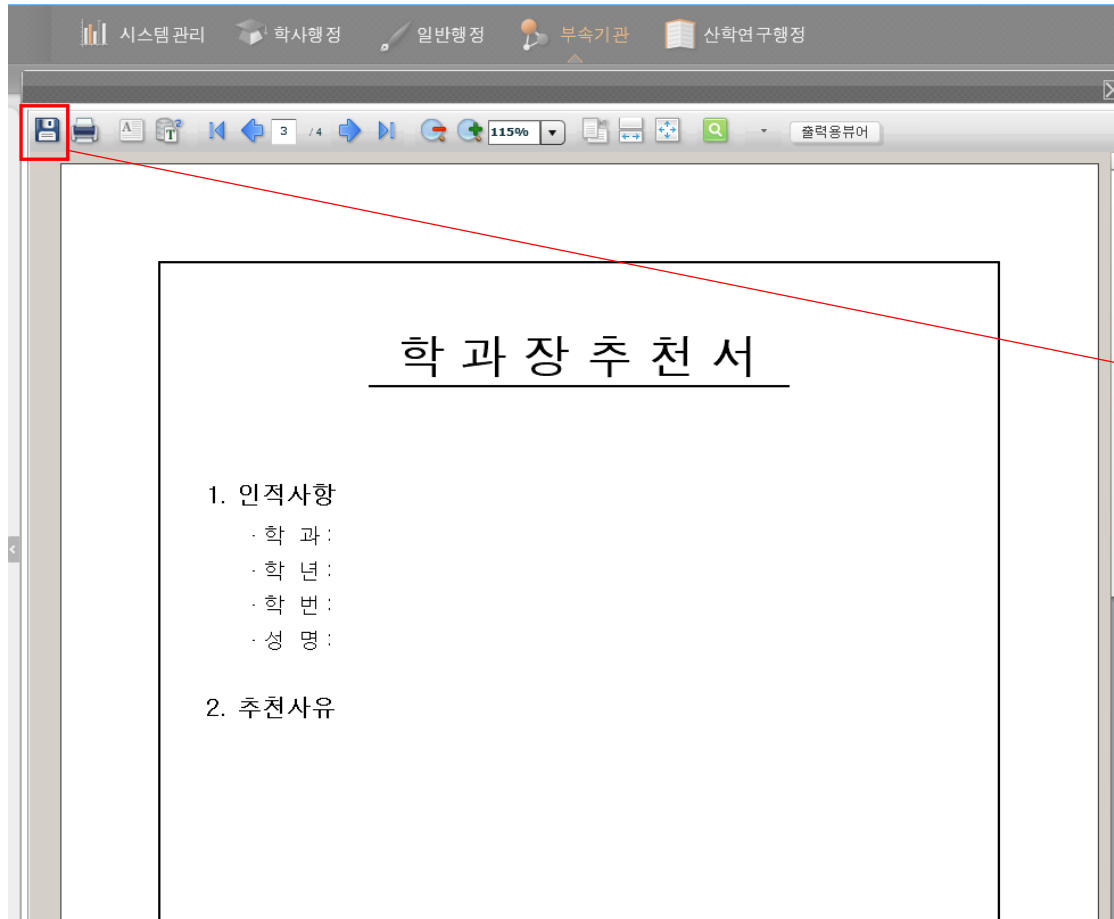 시스템관리 학사행정 일반행정 부속기관 산학연구행정
3 /4 115% 출력용뷰어
학 과 장 추 천 서
1. 인적사항
· 학 과 :
· 학 년 :
· 학 번 :
· 성 명 :
2. 추천사유